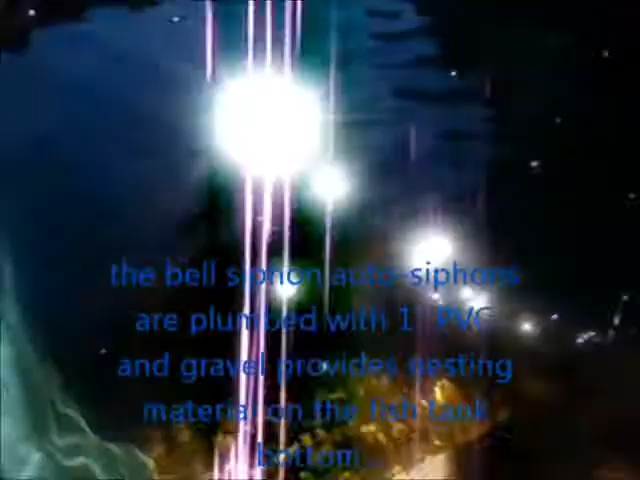 the bell siphon auto-siphons
are plumbed with 1" PVC
and gravel provides nesting
material on the fish tank
bottom...